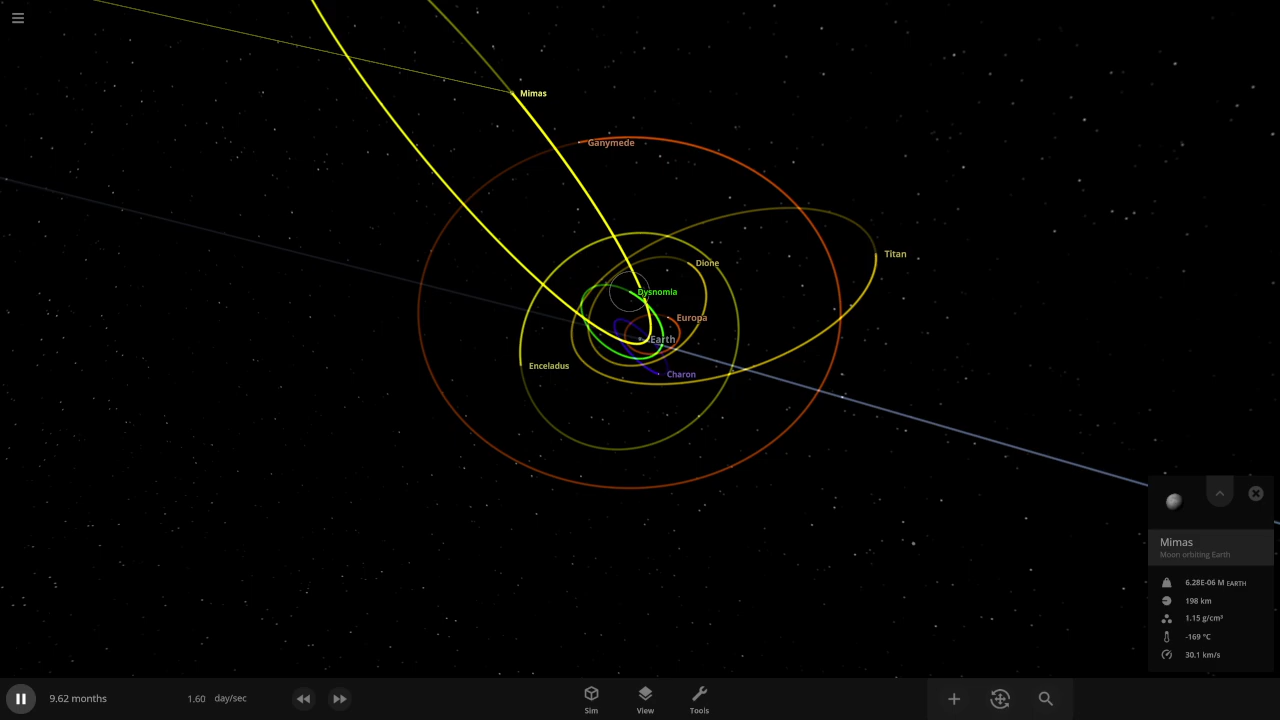 Mimas
Ganymede
Titan
Dione
Dysnomia
Europa
Earth
Enceladus
Charon
Mimas
Moon orbiting Earth
6.28E-06 M EARTH
198 km
1.15 g/cm³
-169 °C
30.1 km/s
9.62 months
1.60 day/sec
Sim
View
Tools